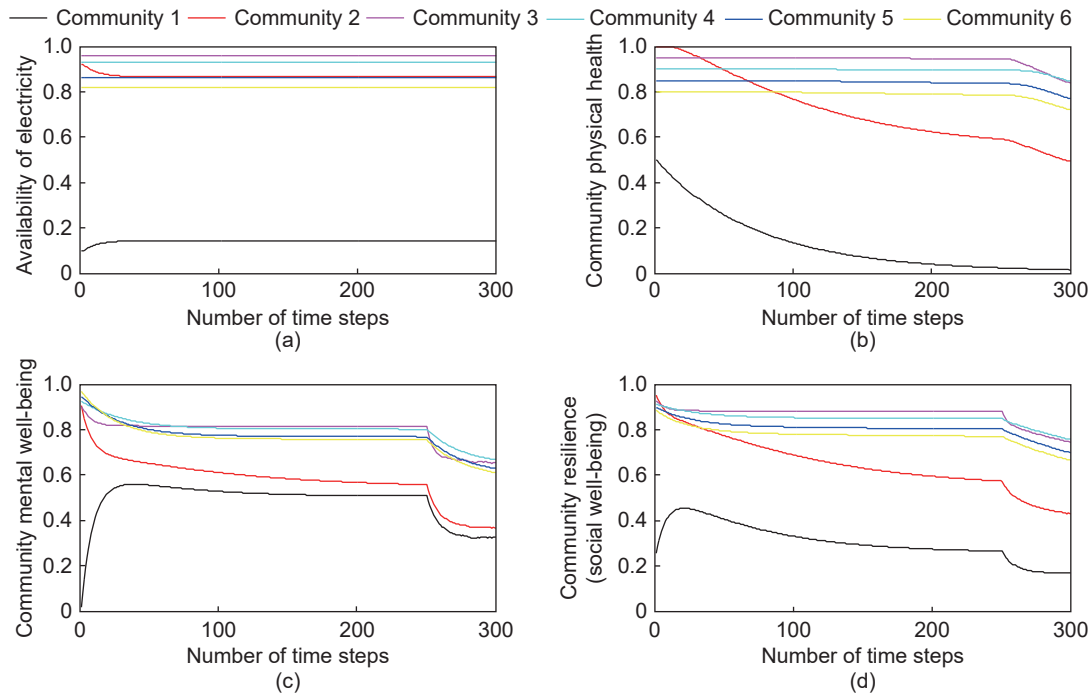 Community 1 Community 2 Community 3 Community 4 Community 5 Community 6
Availability of electricity
1.0
0.8
0.6
0.4
0.2
0
0 100 200 300
Number of time steps
(a)
Community physical health
1.0
0.8
0.6
0.4
0.2
0
0 100 200 300
Number of time steps
(b)
Community mental well-being
1.0
0.8
0.6
0.4
0.2
0
0 100 200 300
Number of time steps
(c)
Community resilience
(social well-being)
1.0
0.8
0.6
0.4
0.2
0
0 100 200 300
Number of time steps
(d)